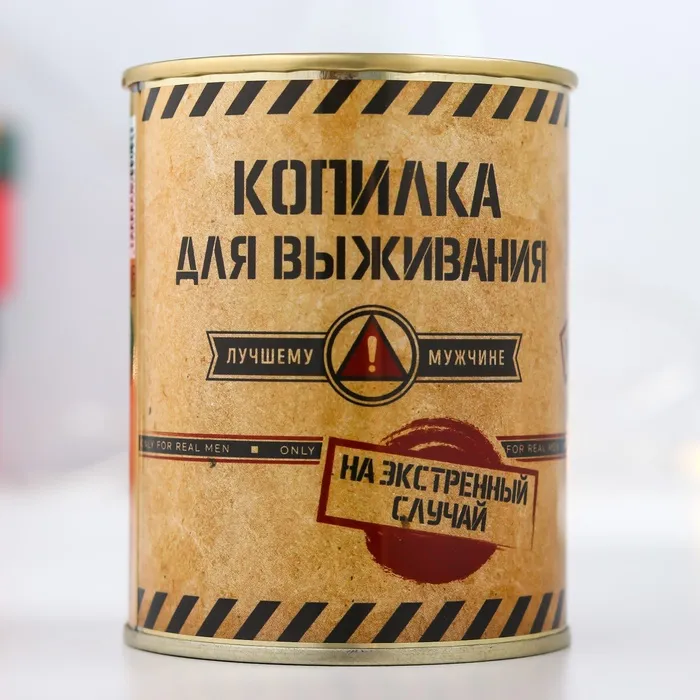 КОПИЛКА
ДЛЯ ВЫЖИВАНИЯ
ЛУЧШЕМУ ! МУЖЧИНЕ
ONLY FOR REAL MEN ONLY FOR REAL MEN
НА ЭКСТРЕННЫЙ
СЛУЧАЙ